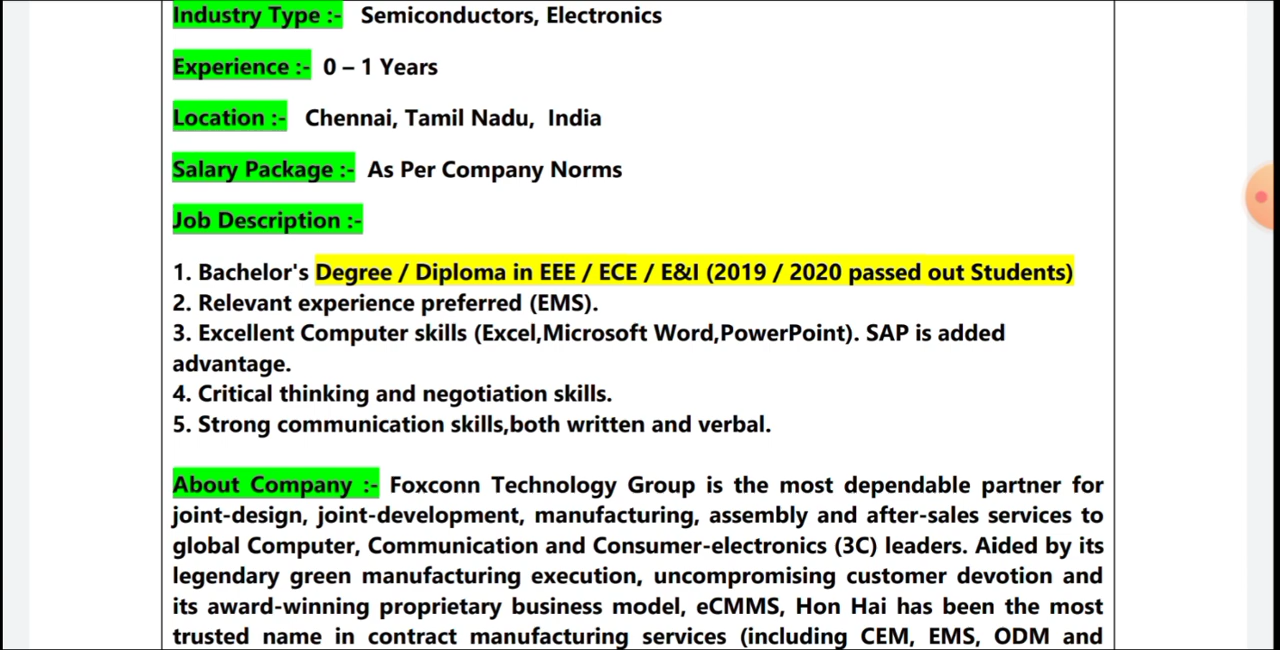 Industry Type :- Semiconductors, Electronics
Experience :- 0 – 1 Years
Location :- Chennai, Tamil Nadu, India
Salary Package :- As Per Company Norms
Job Description :-
1. Bachelor's Degree / Diploma in EEE / ECE / E&I (2019 / 2020 passed out Students)
2. Relevant experience preferred (EMS).
3. Excellent Computer skills (Excel,Microsoft Word,PowerPoint). SAP is added
advantage.
4. Critical thinking and negotiation skills.
5. Strong communication skills,both written and verbal.
About Company :- Foxconn Technology Group is the most dependable partner for
joint-design, joint-development, manufacturing, assembly and after-sales services to
global Computer, Communication and Consumer-electronics (3C) leaders. Aided by its
legendary green manufacturing execution, uncompromising customer devotion and
its award-winning proprietary business model, eCMMS, Hon Hai has been the most
trusted name in contract manufacturing services (including CEM, EMS, ODM and